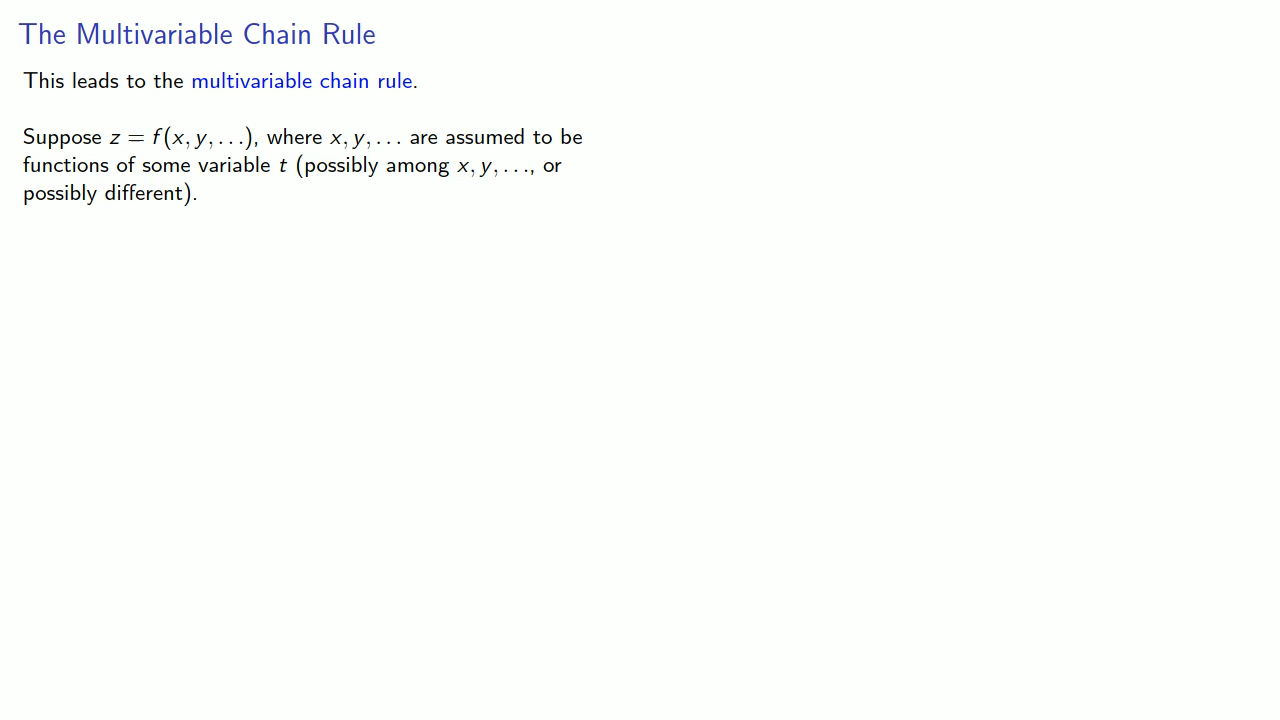 The Multivariable Chain Rule
This leads to the multivariable chain rule.
Suppose z = f(x, y, . . .), where x, y, . . . are assumed to be
functions of some variable t (possibly among x, y, . . ., or
possibly different).